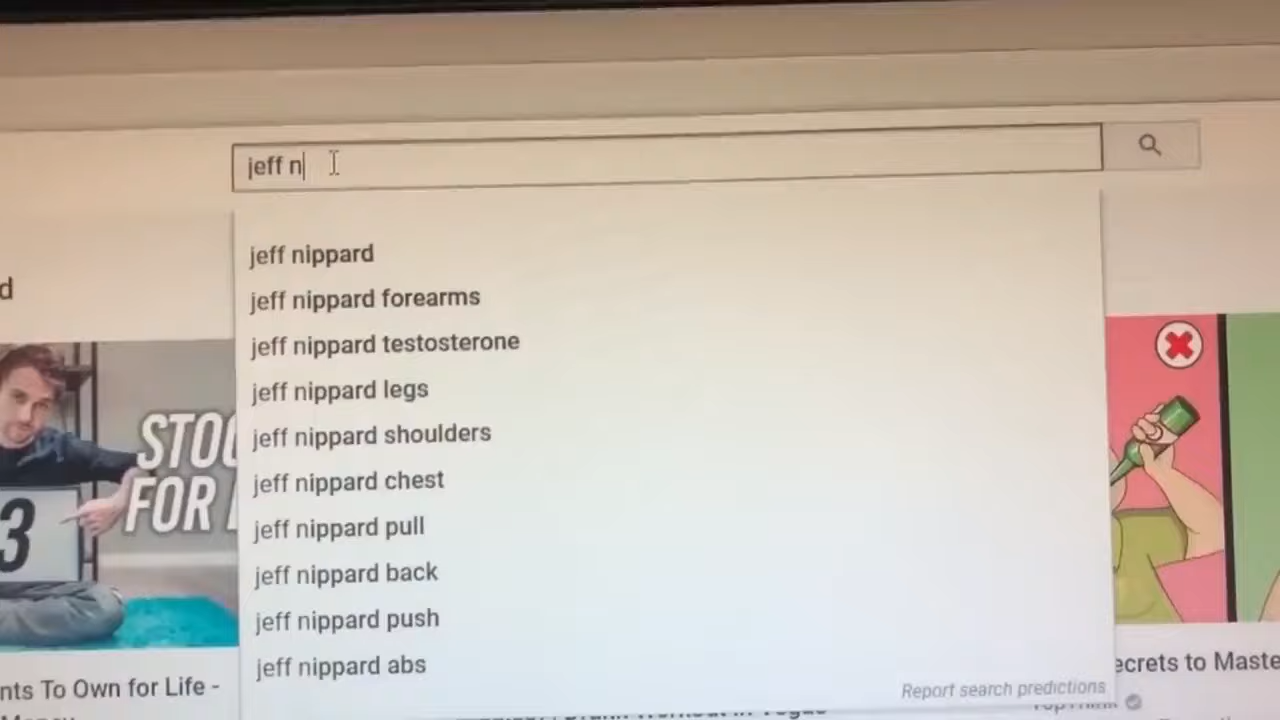 jeff n
jeff nippard
d
jeff nippard forearms
jeff nippard testosterone
jeff nippard legs
STO
jeff nippard shoulders
jeff nippard chest
FOR
3
jeff nippard pull
jeff nippard back
jeff nippard push
jeff nippard abs
ecrets to Maste
nts To Own for Life -
Report search predictions